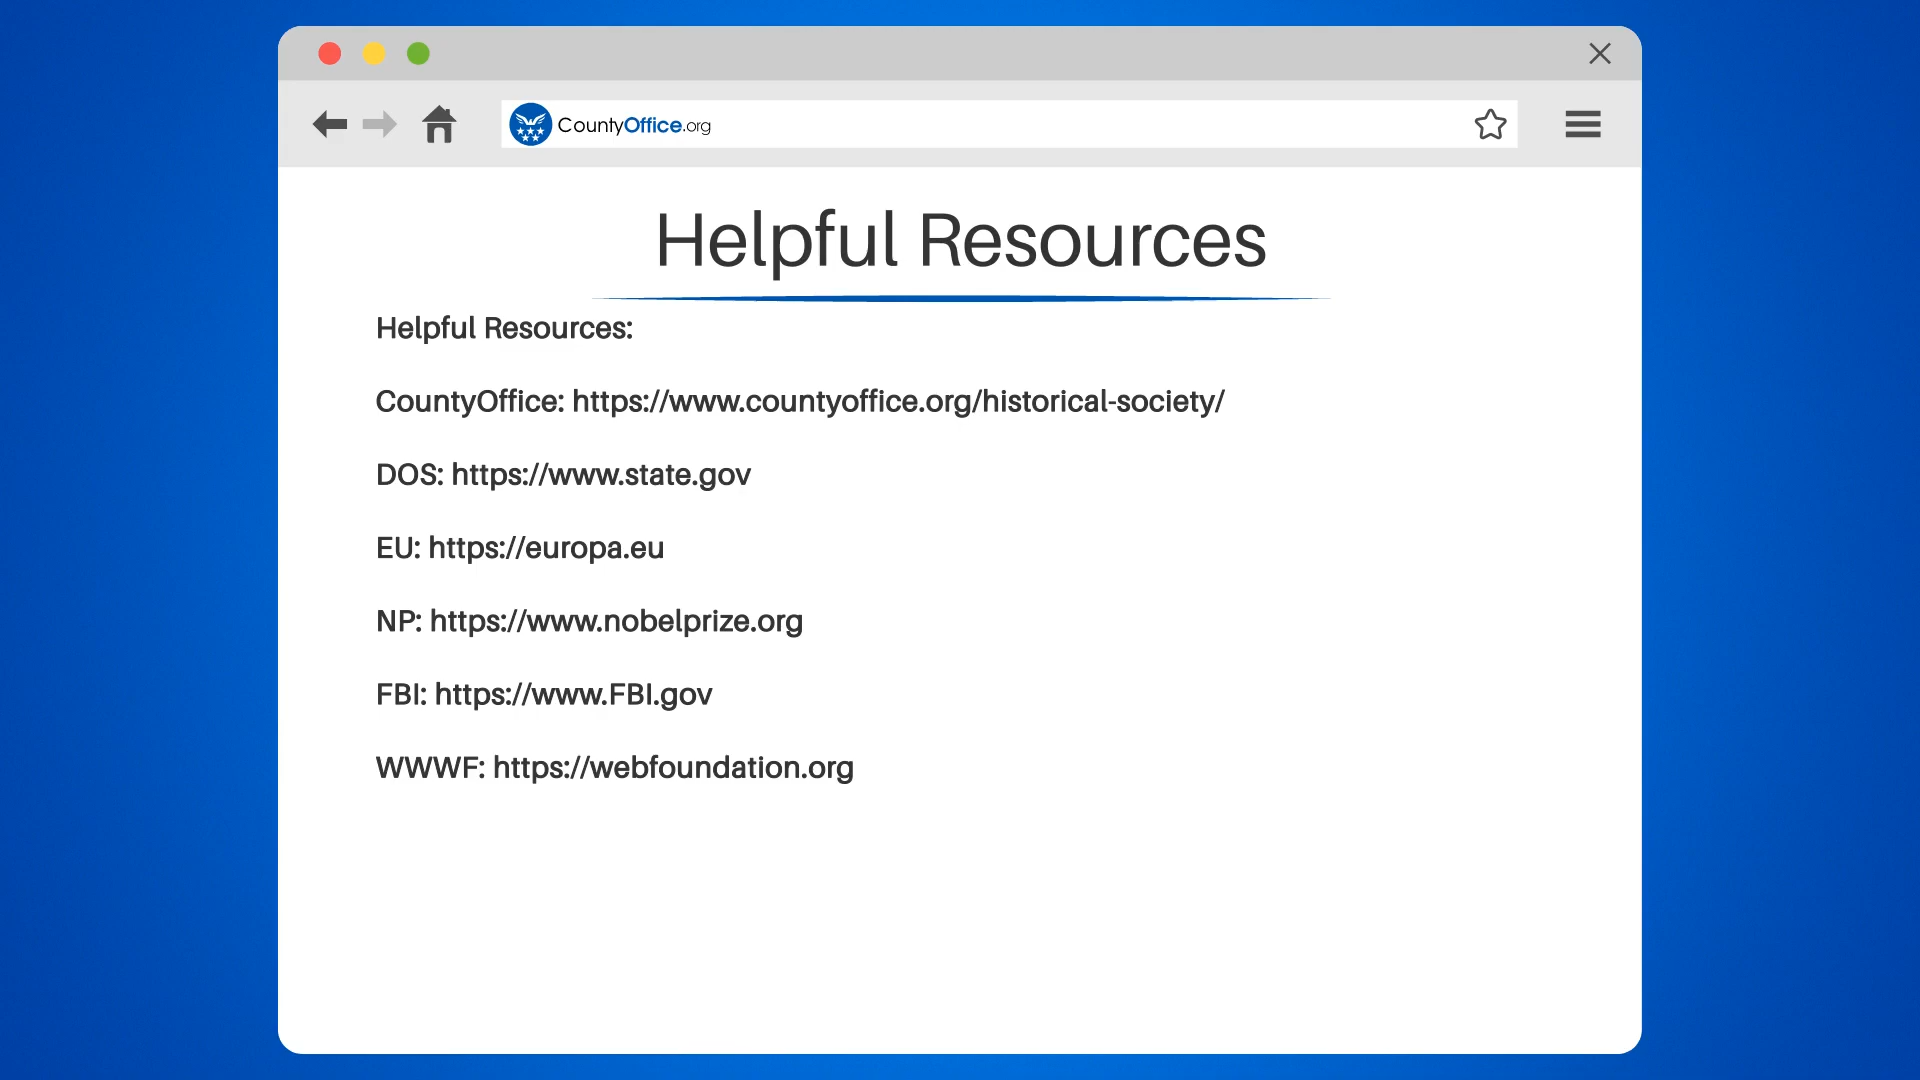 CountyOffice.org
Helpful Resources
Helpful Resources:
CountyOffice: https://www.countyoffice.org/historical-society/
DOS: https://www.state.gov
EU: https://europa.eu
NP: https://www.nobelprize.org
FBI: https://www.FBI.gov
WWWF: https://webfoundation.org